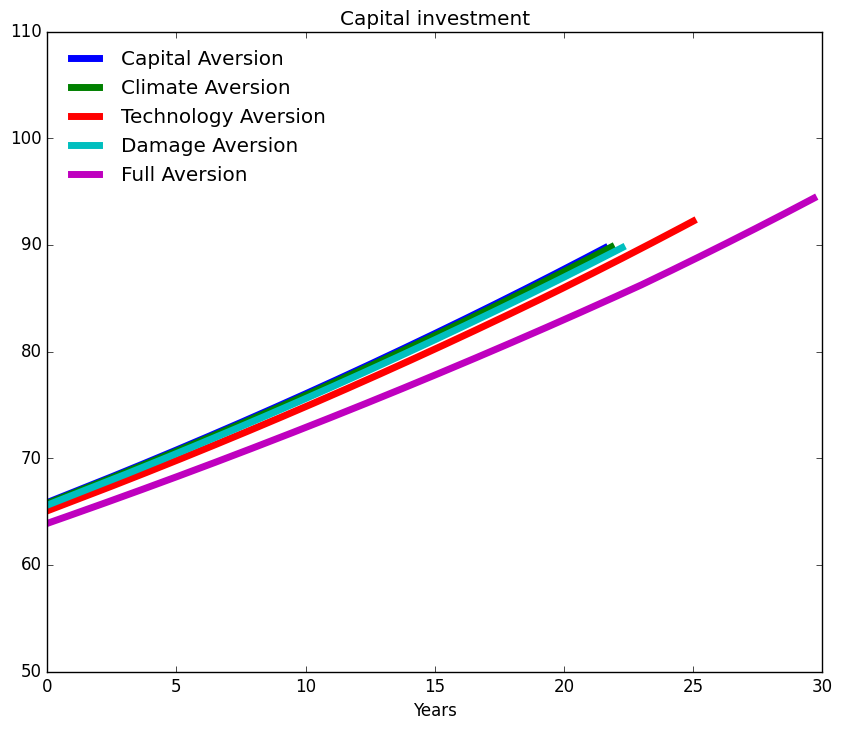 Capital investment
110
100
90
80
70
60
50
Capital Aversion
Climate Aversion
Technology Aversion
Damage Aversion
Full Aversion
0 5 10 15 20 25 30
Years